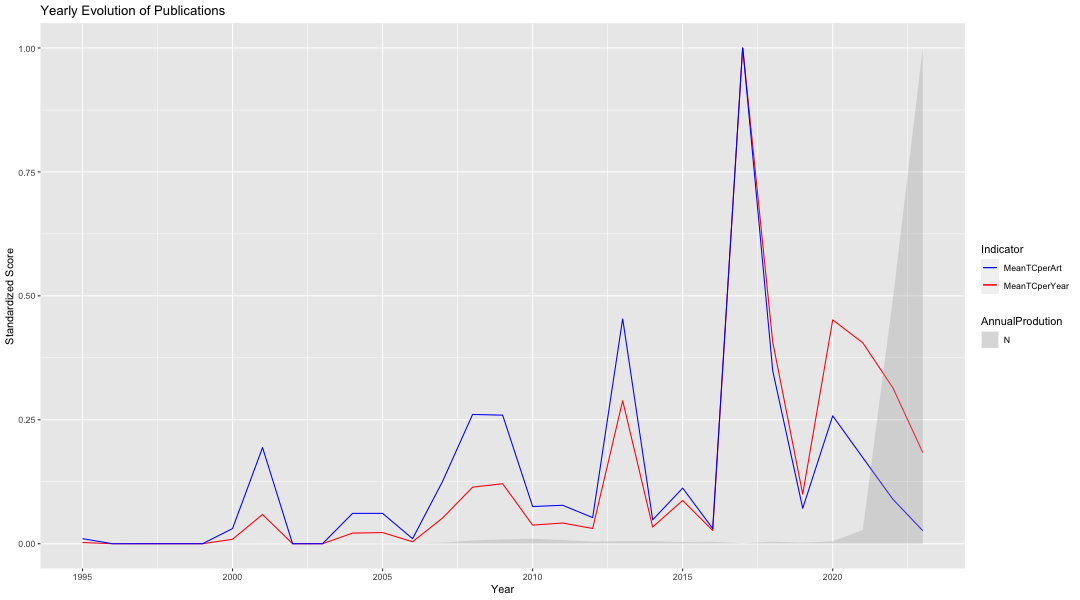 Yearly Evolution of Publications
Standardized Score
1.00
0.75
0.50
0.25
0.00
1995 2000 2005 2010 2015 2020
Year
Indicator
MeanTCperArt
MeanTCperYear
AnnualProdution
N